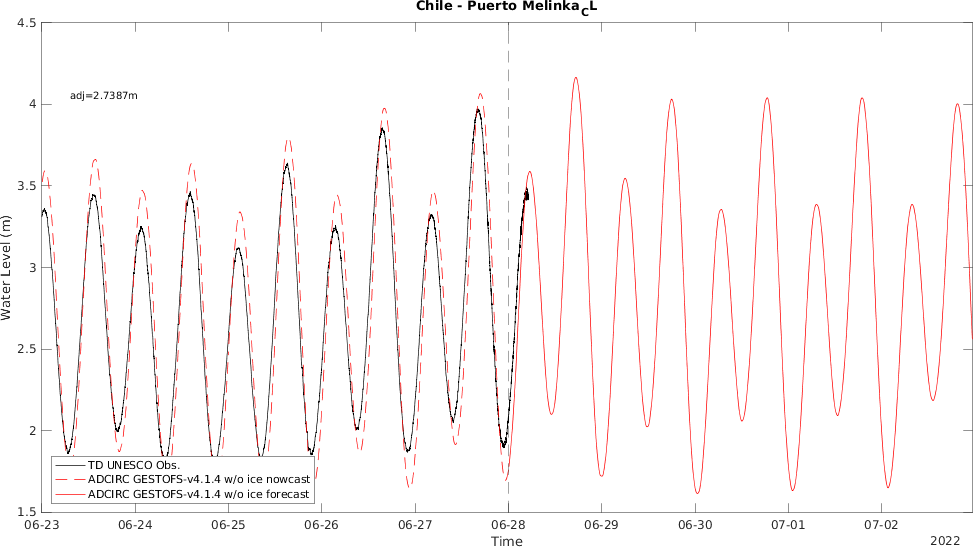 Chile - Puerto Melinka_CL
4.5
adj=2.7387m
4
3.5
3
2.5
2
1.5
Water Level (m)
TD UNESCO Obs.
ADCIRC GESTOFS-v4.1.4 w/o ice nowcast
ADCIRC GESTOFS-v4.1.4 w/o ice forecast
06-23 06-24 06-25 06-26 06-27 06-28 06-29 06-30 07-01 07-02
Time
2022